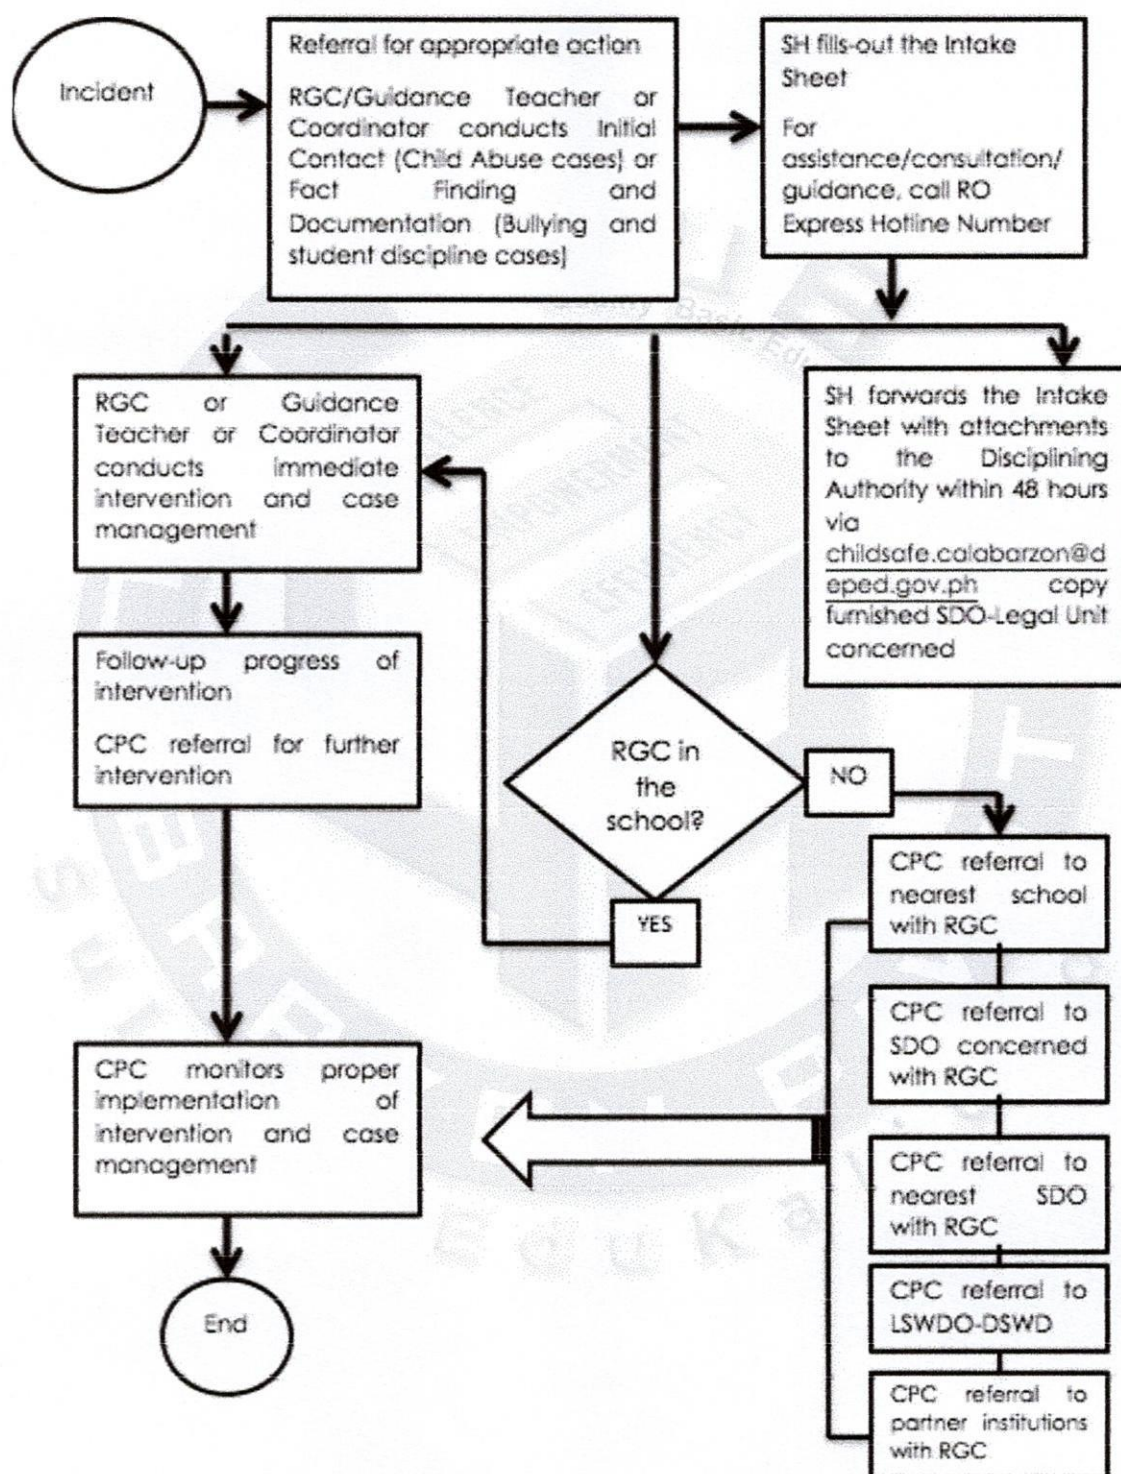 Incident
Referral for appropriate action
RGC/Guidance Teacher or
Coordinator conducts Initial
Contact (Child Abuse cases) or
Fact Finding and
Documentation (Bullying and
student discipline cases)
SH fills-out the Intake
Sheet
For
assistance/consultation/
guidance, call RO
Express Hotline Number
RGC or Guidance
Teacher or Coordinator
conducts immediate
intervention and case
management
SH forwards the Intake
Sheet with attachments
to the Disciplining
Authority within 48 hours
via
childsafe.calabarzon@d
eped.gov.ph copy
furnished SDO-Legal Unit
concerned
Follow-up progress of
intervention
CPC referral for further
intervention
RGC in
the
school?
NO
YES
CPC referral to
nearest school
with RGC
CPC referral to
SDO concerned
with RGC
CPC monitors proper
implementation of
intervention and case
management
CPC referral to
nearest SDO
with RGC
CPC referral to
LSWDO-DSWD
End
CPC referral to
partner institutions
with RGC
EMPOWERMENT
EFFICIENCY